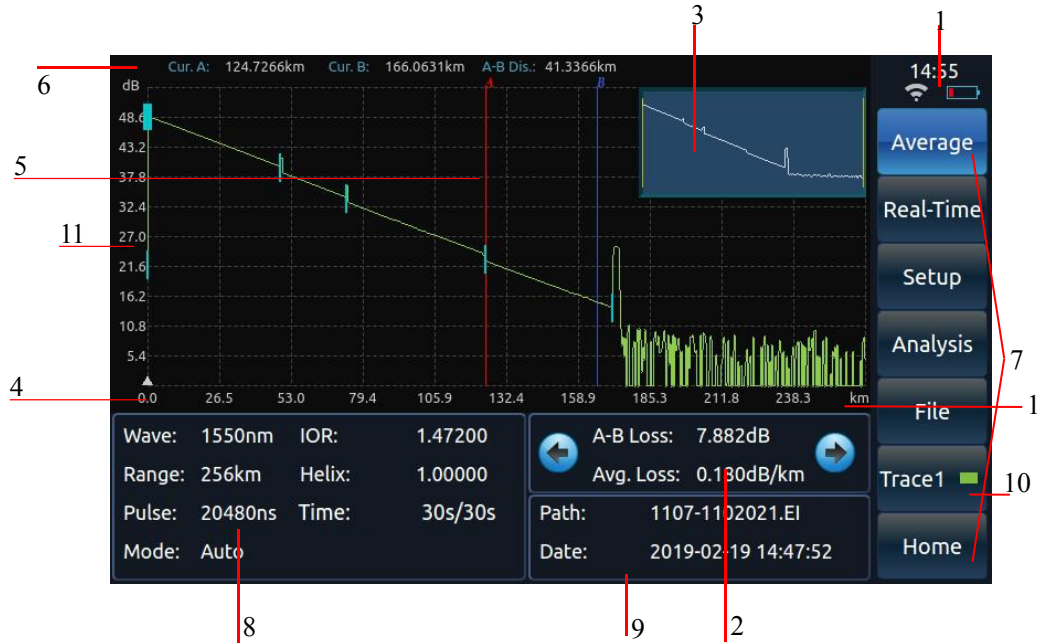 3
1
Cur. A: 124.7266km Cur. B: 166.0631km A-B Dis.: 41.3366km
14:55
6
dB
A
B
48.6
43.2
37.8
32.4
27.0
21.6
16.2
10.8
5.4
5
11
4
0.0 26.5 53.0 79.4 105.9 132.4 158.9 185.3 211.8 238.3 km
1
Average
Real-Time
Setup
Analysis
File
Trace1
Home
7
10
Wave: 1550nm IOR: 1.47200
Range: 256km Helix: 1.00000
Pulse: 20480ns Time: 30s/30s
Mode: Auto
A-B Loss: 7.882dB
Avg. Loss: 0.180dB/km
Path: 1107-1102021.EI
Date: 2019-02-19 14:47:52
8
9
2